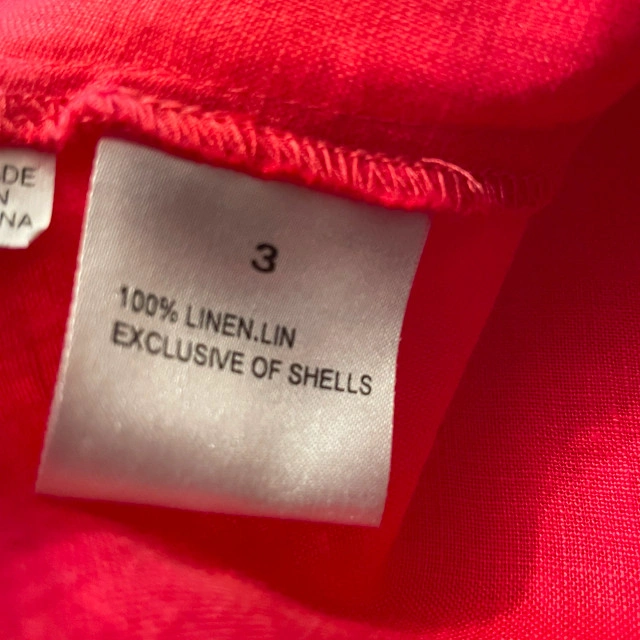 3
100% LINEN.LIN
EXCLUSIVE OF SHELLS